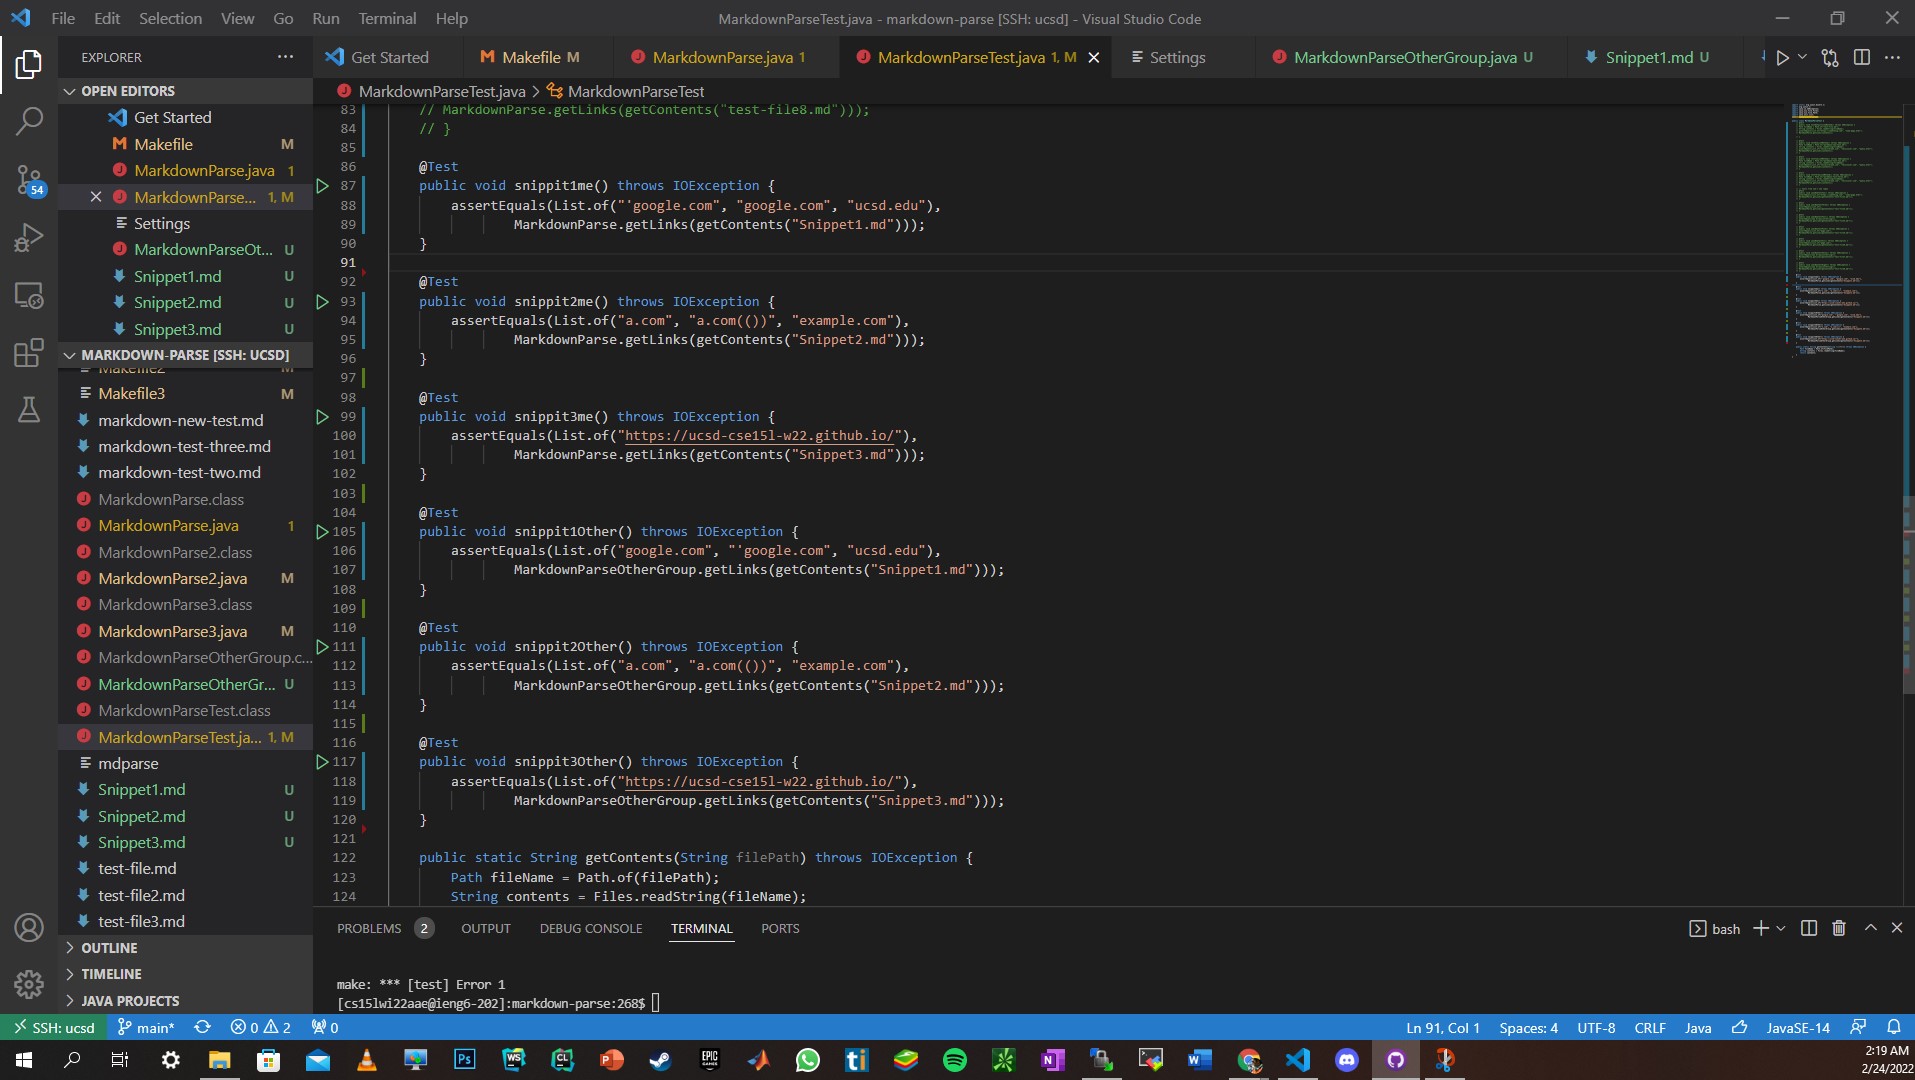 File Edit Selection View Go Run Terminal Help
MarkdownParseTest.java - markdown-parse [SSH: ucsd] - Visual Studio Code
EXPLORER
Get Started
Makefile M
MarkdownParse.java 1
MarkdownParseTest.java 1, M
Settings
MarkdownParseOtherGroup.java U
Snippet1.md U
OPEN EDITORS
Get Started
Makefile M
MarkdownParse.java 1
MarkdownParse... 1, M
Settings
MarkdownParseOt... U
Snippet1.md U
Snippet2.md U
Snippet3.md U
MARKDOWN-PARSE [SSH: UCSD]
Makefile2 M
Makefile3 M
markdown-new-test.md
markdown-test-three.md
markdown-test-two.md
MarkdownParse.class
MarkdownParse.java 1
MarkdownParse2.class
MarkdownParse2.java M
MarkdownParse3.class
MarkdownParse3.java M
MarkdownParseOtherGroup.c...
MarkdownParseOtherGr... U
MarkdownParseTest.class
MarkdownParseTest.ja... 1, M
mdparse
Snippet1.md U
Snippet2.md U
Snippet3.md U
test-file.md
test-file2.md
test-file3.md
OUTLINE
TIMELINE
JAVA PROJECTS
54
MarkdownParseTest.java > MarkdownParseTest
83 // MarkdownParse.getLinks(getContents("test-file8.md")));
84 // }
85
86 @Test
87 public void snippit1me() throws IOException {
88 assertEquals(List.of("`google.com", "google.com", "ucsd.edu"),
89 MarkdownParse.getLinks(getContents("Snippet1.md")));
90 }
91
92 @Test
93 public void snippit2me() throws IOException {
94 assertEquals(List.of("a.com", "a.com(())", "example.com"),
95 MarkdownParse.getLinks(getContents("Snippet2.md")));
96 }
97
98 @Test
99 public void snippit3me() throws IOException {
100 assertEquals(List.of("https://ucsd-cse15l-w22.github.io/"),
101 MarkdownParse.getLinks(getContents("Snippet3.md")));
102 }
103
104 @Test
105 public void snippit1Other() throws IOException {
106 assertEquals(List.of("google.com", "`google.com", "ucsd.edu"),
107 MarkdownParseOtherGroup.getLinks(getContents("Snippet1.md")));
108 }
109
110 @Test
111 public void snippit2Other() throws IOException {
112 assertEquals(List.of("a.com", "a.com(())", "example.com"),
113 MarkdownParseOtherGroup.getLinks(getContents("Snippet2.md")));
114 }
115
116 @Test
117 public void snippit3Other() throws IOException {
118 assertEquals(List.of("https://ucsd-cse15l-w22.github.io/"),
119 MarkdownParseOtherGroup.getLinks(getContents("Snippet3.md")));
120 }
121
122 public static String getContents(String filePath) throws IOException {
123 Path fileName = Path.of(filePath);
124 String contents = Files.readString(fileName);
PROBLEMS 2 OUTPUT DEBUG CONSOLE TERMINAL PORTS
bash
make: *** [test] Error 1
[cs15lwi22aae@ieng6-202]:markdown-parse:268$
SSH: ucsd main* 0 2 0
Ln 91, Col 1 Spaces: 4 UTF-8 CRLF Java JavaSE-14
2:19 AM
2/24/2022